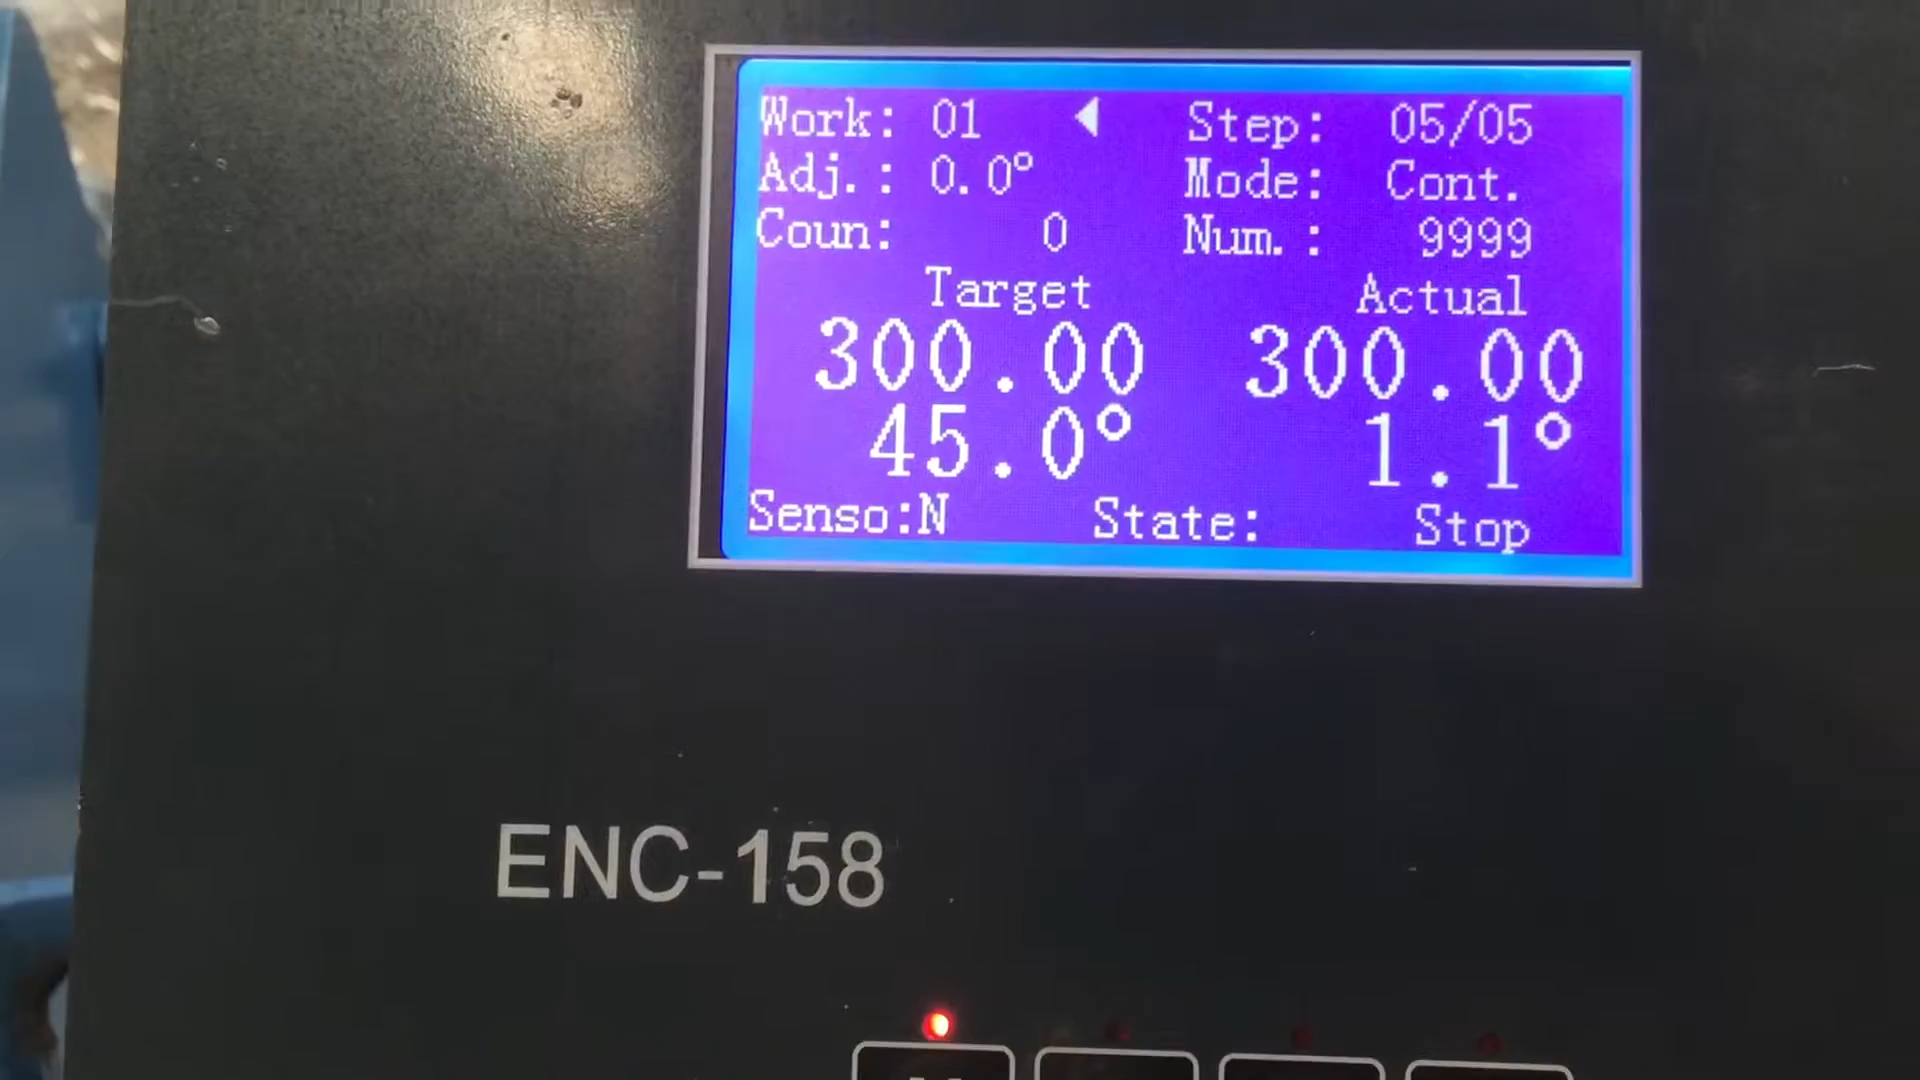 Work: 01 ◀ Step: 05/05
Adj.: 0.0° Mode: Cont.
Coun: 0 Num.: 9999
Target Actual
300.00 300.00
45.0° 1.1°
Senso:N State: Stop
ENC-158